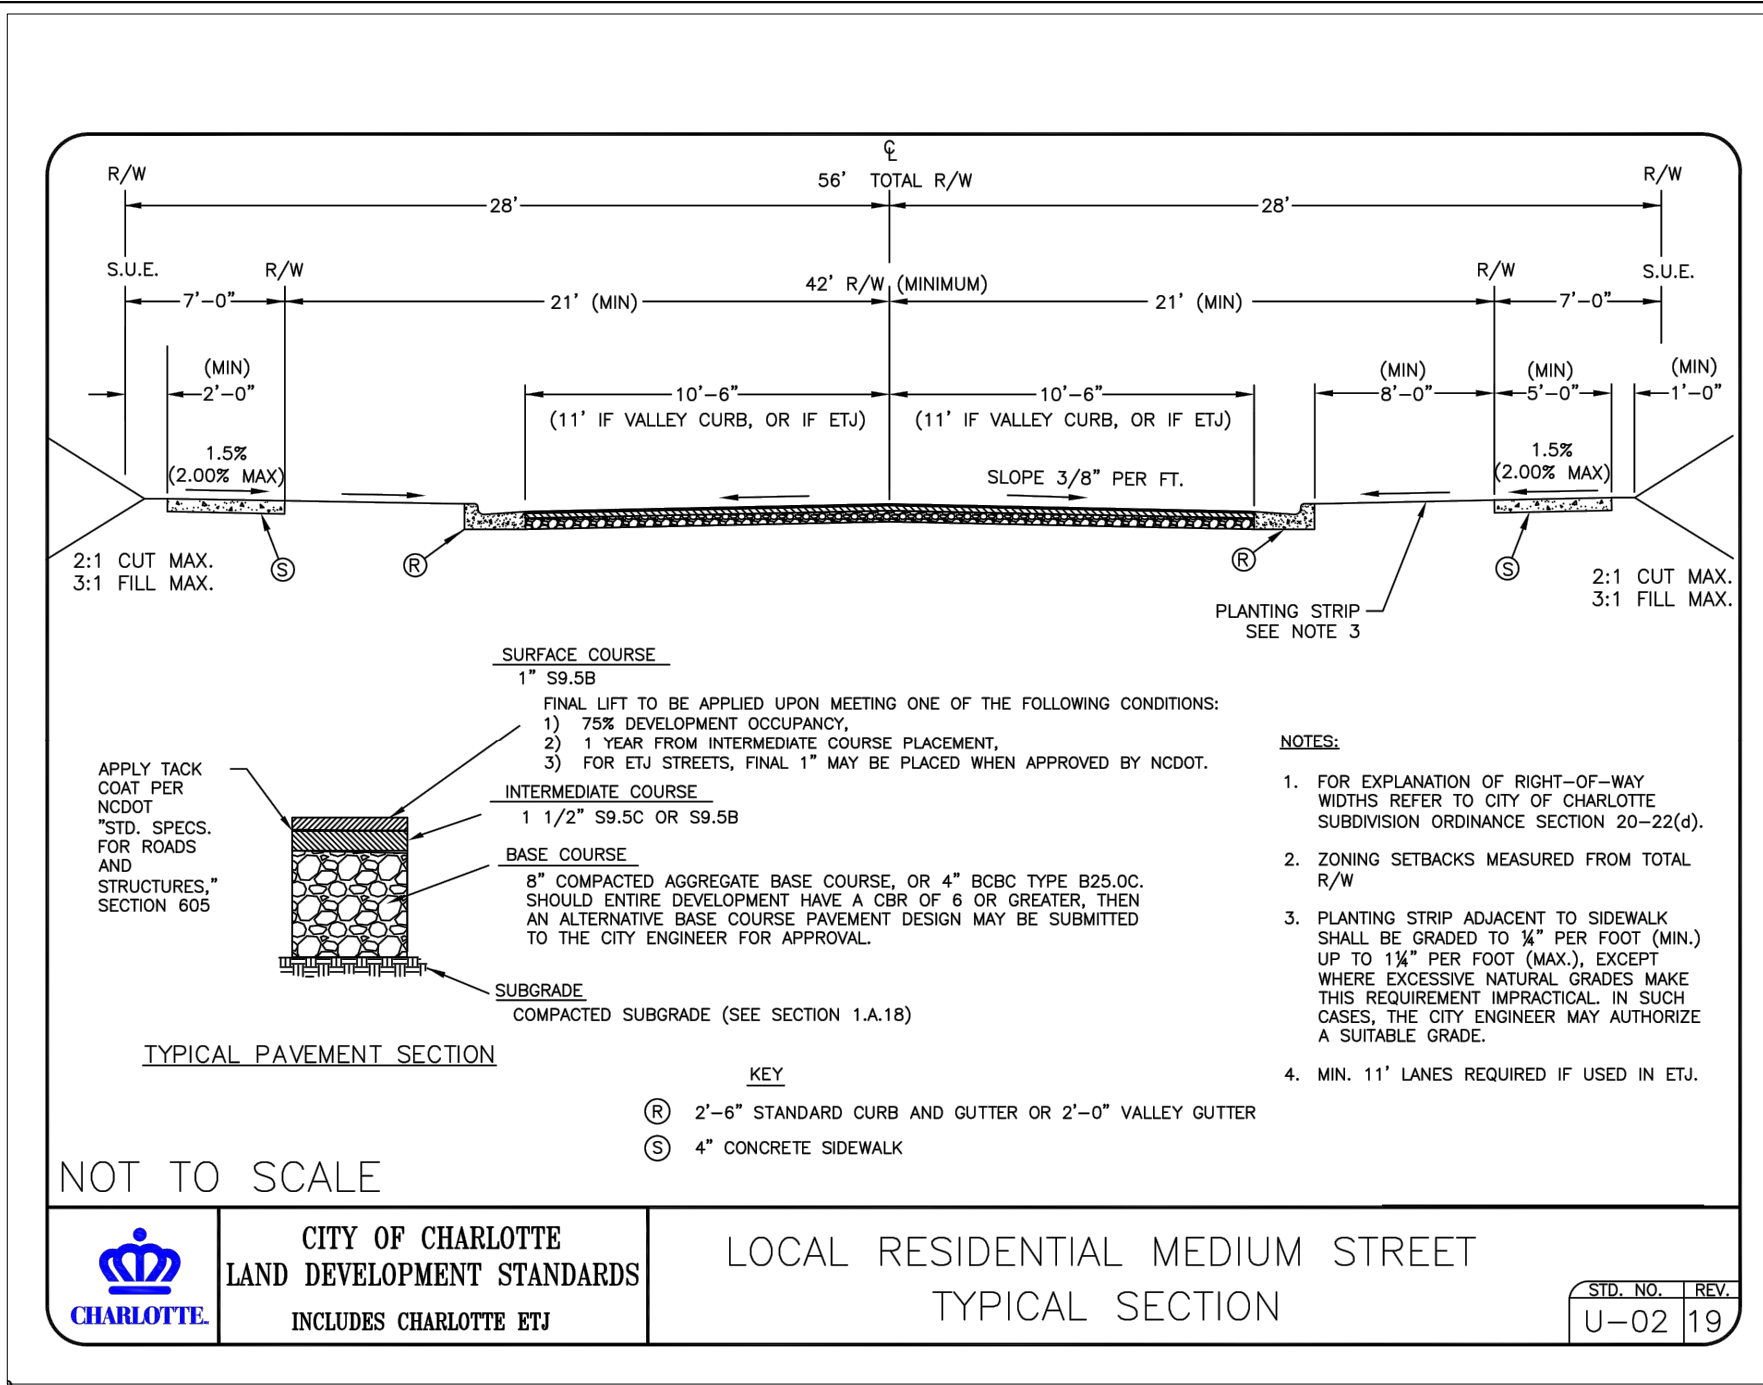 ℄
R/W
56' TOTAL R/W
R/W
28'
28'
S.U.E.
R/W
42' R/W (MINIMUM)
R/W
S.U.E.
7'-0"
21' (MIN)
21' (MIN)
7'-0"
(MIN)
2'-0"
10'-6"
(11' IF VALLEY CURB, OR IF ETJ)
10'-6"
(11' IF VALLEY CURB, OR IF ETJ)
(MIN)
8'-0"
(MIN)
5'-0"
(MIN)
1'-0"
1.5%
(2.00% MAX)
SLOPE 3/8" PER FT.
1.5%
(2.00% MAX)
2:1 CUT MAX.
3:1 FILL MAX.
S
R
R
S
2:1 CUT MAX.
3:1 FILL MAX.
PLANTING STRIP
SEE NOTE 3
SURFACE COURSE
1" S9.5B
FINAL LIFT TO BE APPLIED UPON MEETING ONE OF THE FOLLOWING CONDITIONS:
1) 75% DEVELOPMENT OCCUPANCY,
2) 1 YEAR FROM INTERMEDIATE COURSE PLACEMENT,
3) FOR ETJ STREETS, FINAL 1" MAY BE PLACED WHEN APPROVED BY NCDOT.
APPLY TACK
COAT PER
NCDOT
"STD. SPECS.
FOR ROADS
AND
STRUCTURES,"
SECTION 605
INTERMEDIATE COURSE
1 1/2" S9.5C OR S9.5B
BASE COURSE
8" COMPACTED AGGREGATE BASE COURSE, OR 4" BCBC TYPE B25.0C.
SHOULD ENTIRE DEVELOPMENT HAVE A CBR OF 6 OR GREATER, THEN
AN ALTERNATIVE BASE COURSE PAVEMENT DESIGN MAY BE SUBMITTED
TO THE CITY ENGINEER FOR APPROVAL.
SUBGRADE
COMPACTED SUBGRADE (SEE SECTION 1.A.18)
TYPICAL PAVEMENT SECTION
NOTES:
1. FOR EXPLANATION OF RIGHT-OF-WAY
WIDTHS REFER TO CITY OF CHARLOTTE
SUBDIVISION ORDINANCE SECTION 20-22(d).
2. ZONING SETBACKS MEASURED FROM TOTAL
R/W
3. PLANTING STRIP ADJACENT TO SIDEWALK
SHALL BE GRADED TO ¼" PER FOOT (MIN.)
UP TO 1¼" PER FOOT (MAX.), EXCEPT
WHERE EXCESSIVE NATURAL GRADES MAKE
THIS REQUIREMENT IMPRACTICAL. IN SUCH
CASES, THE CITY ENGINEER MAY AUTHORIZE
A SUITABLE GRADE.
4. MIN. 11' LANES REQUIRED IF USED IN ETJ.
KEY
R 2'-6" STANDARD CURB AND GUTTER OR 2'-0" VALLEY GUTTER
S 4" CONCRETE SIDEWALK
NOT TO SCALE
CHARLOTTE.
CITY OF CHARLOTTE
LAND DEVELOPMENT STANDARDS
INCLUDES CHARLOTTE ETJ
LOCAL RESIDENTIAL MEDIUM STREET
TYPICAL SECTION
STD. NO. REV.
U-02 19